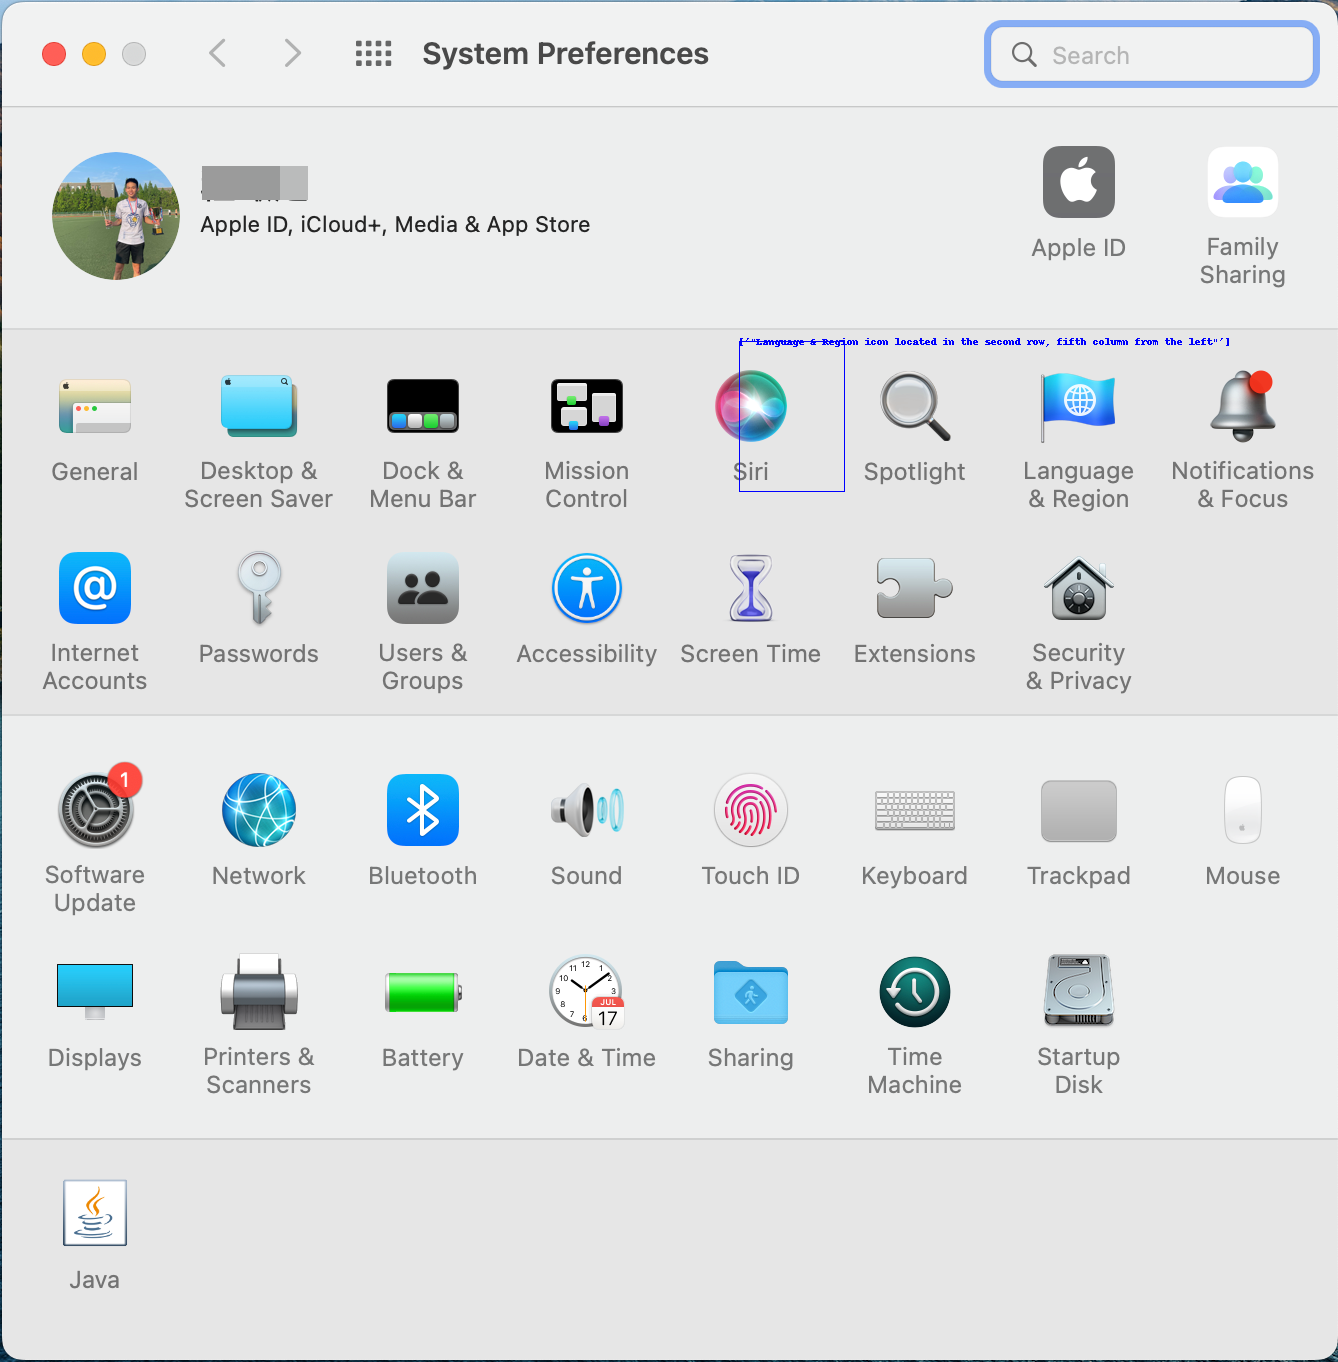 System Preferences
Search
Apple ID, iCloud+, Media & App Store
Apple ID
Family
Sharing
['"Language & Region icon located in the second row, fifth column from the left"']
General
Desktop &
Screen Saver
Dock &
Menu Bar
Mission
Control
Siri
Spotlight
Language
& Region
Notifications
& Focus
Internet
Accounts
Passwords
Users &
Groups
Accessibility
Screen Time
Extensions
Security
& Privacy
1
Software
Update
Network
Bluetooth
Sound
Touch ID
Keyboard
Trackpad
Mouse
Displays
Printers &
Scanners
Battery
JUL
17
Date & Time
Sharing
Time
Machine
Startup
Disk
Java